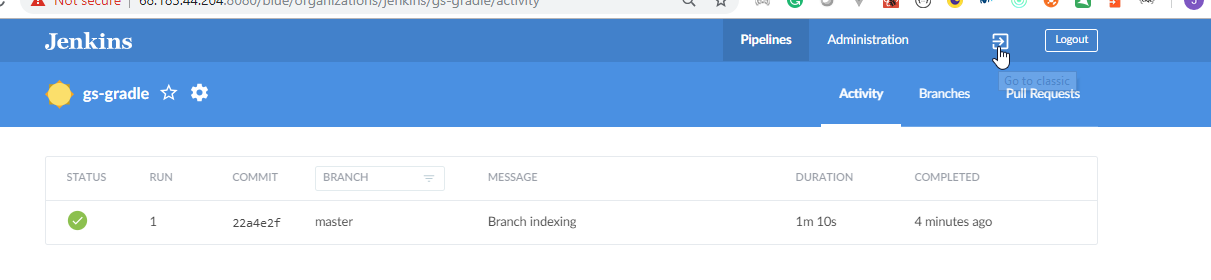 Not secure 68.183.44.204:8080/blue/organizations/jenkins/gs-gradle/activity
Jenkins Pipelines Administration Logout
Go to classic
gs-gradle Activity Branches Pull Requests
STATUS RUN COMMIT BRANCH MESSAGE DURATION COMPLETED
1 22a4e2f master Branch indexing 1m 10s 4 minutes ago